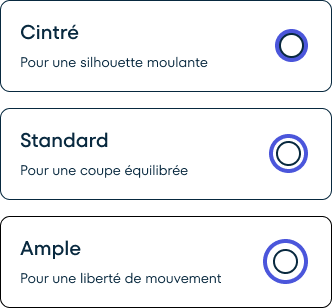 Cintré
Pour une silhouette moulante
Standard
Pour une coupe équilibrée
Ample
Pour une liberté de mouvement